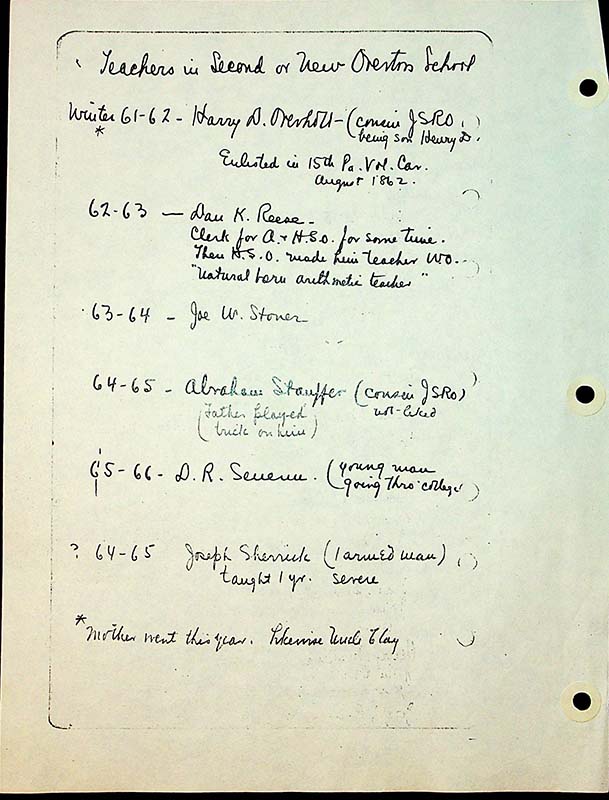 Teachers in Second or New Overton School
Winter 61-62 - Harry D. Overholt - (cousin JSRO,)
* being son Henry D.
Enlisted in 15th Pa. Vol. Cav.
August 1862.
62-63 — Dan K. Reese -
Clerk for A. + H.S.O. for some time.
Then H.S.O. made him teacher WO.
"natural born arithmetic teacher"
63-64 - Joe W. Stoner
64-65 - Abraham Stauffer (cousin JSRO)
(Father played not liked
trick on him)
65-66 - D. R. (young man
going thro' college)
? 64-65 Joseph Sherrick (1 armed man)
taught 1 yr. severe
*Mother went this year. Likewise Uncle Clay